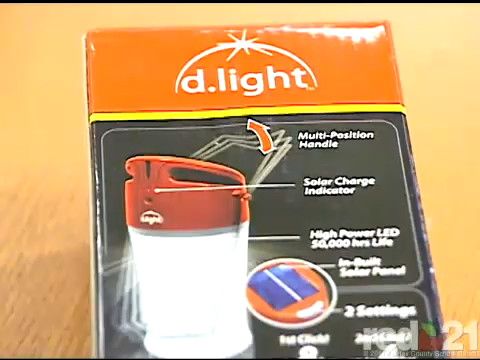 d.light
Multi-Position
Handle
Solar Charge
Indicator
d.light
High Power LED
50,000 hrs Life
In-Built
Solar Panel
2 Settings
1st Click!